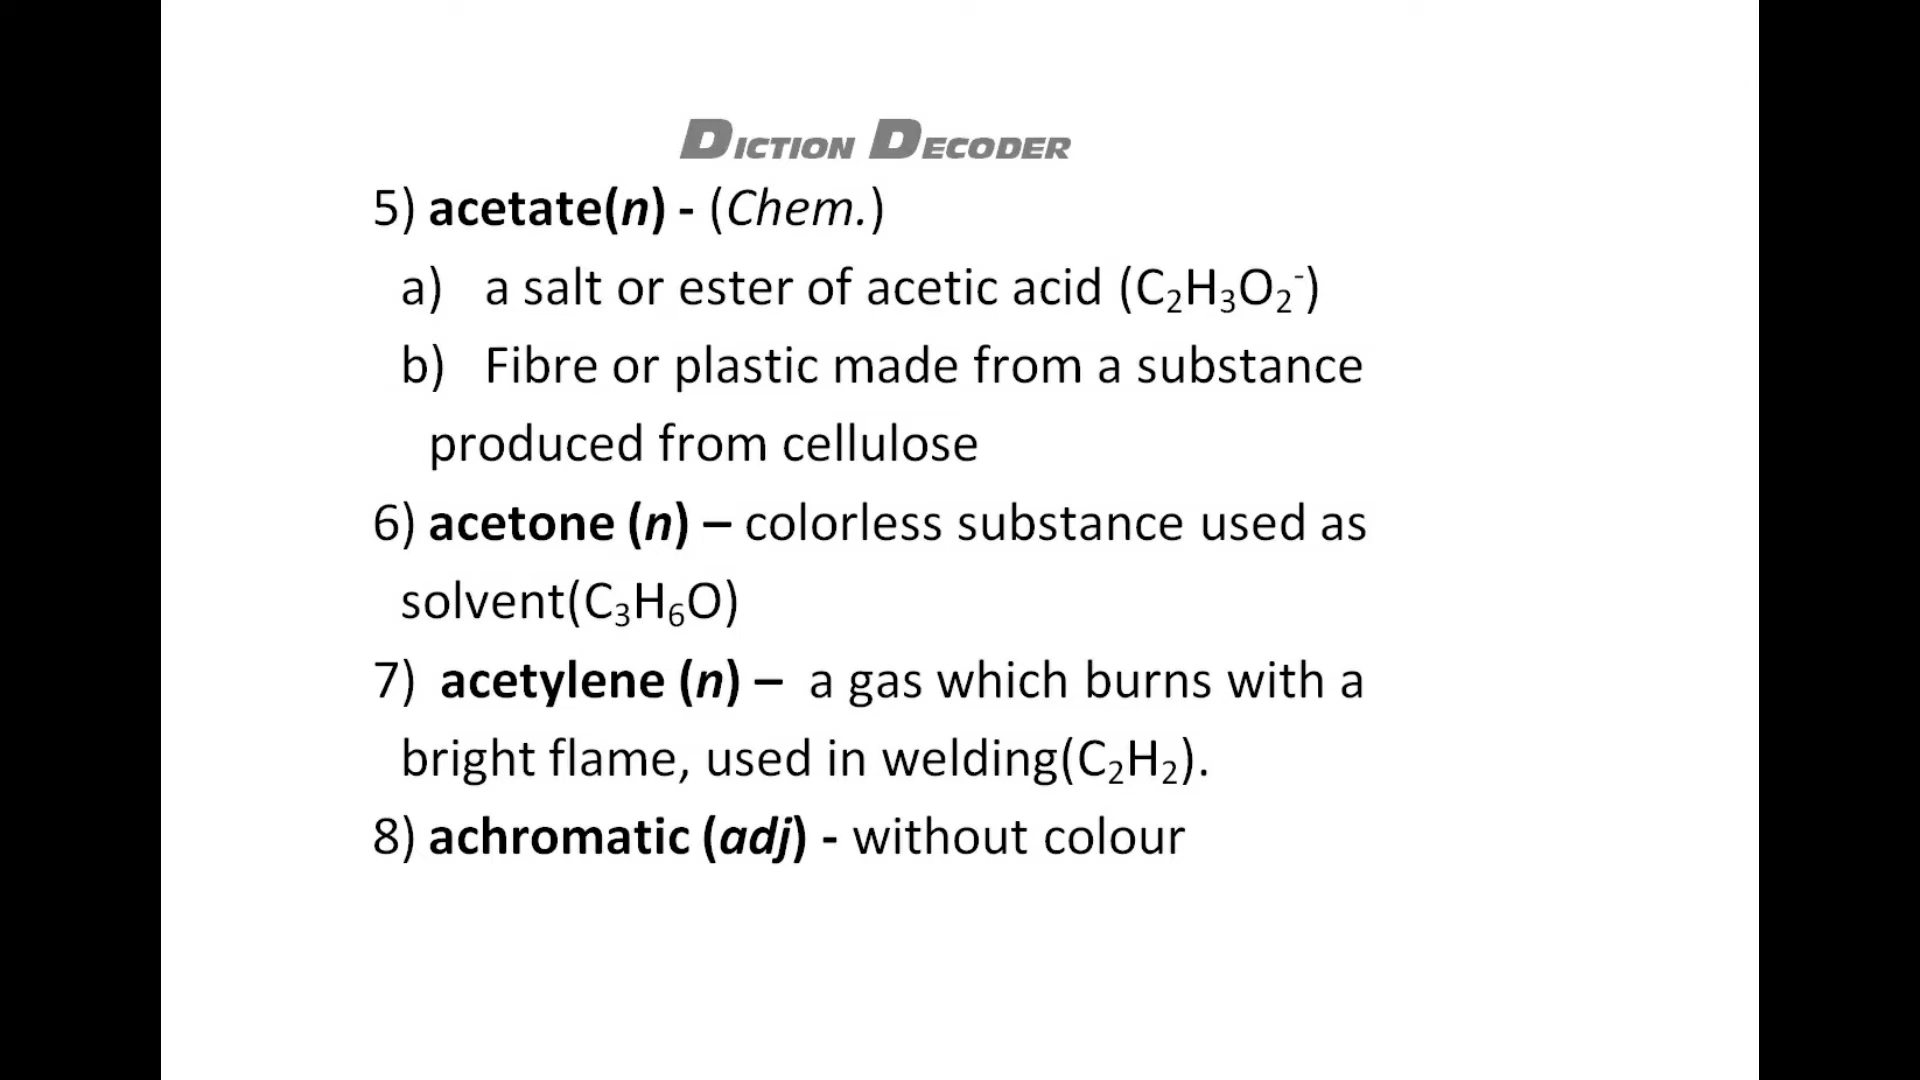 DICTION DECODER
5) acetate(n) - (Chem.)
a) a salt or ester of acetic acid (C₂H₃O₂⁻)
b) Fibre or plastic made from a substance
produced from cellulose
6) acetone (n) – colorless substance used as
solvent(C₃H₆O)
7) acetylene (n) – a gas which burns with a
bright flame, used in welding(C₂H₂).
8) achromatic (adj) - without colour